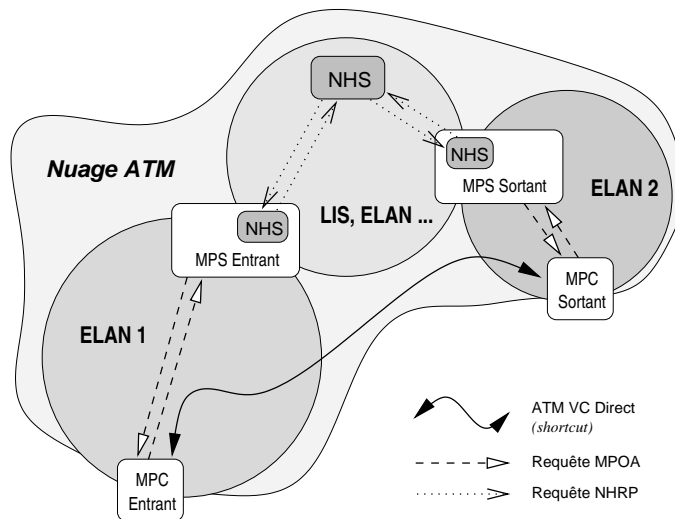 NHS
Nuage ATM
NHS
MPS Sortant
ELAN 2
LIS, ELAN ...
NHS
MPS Entrant
MPC
Sortant
ELAN 1
ATM VC Direct
(shortcut)
Requête MPOA
MPC
Entrant
Requête NHRP